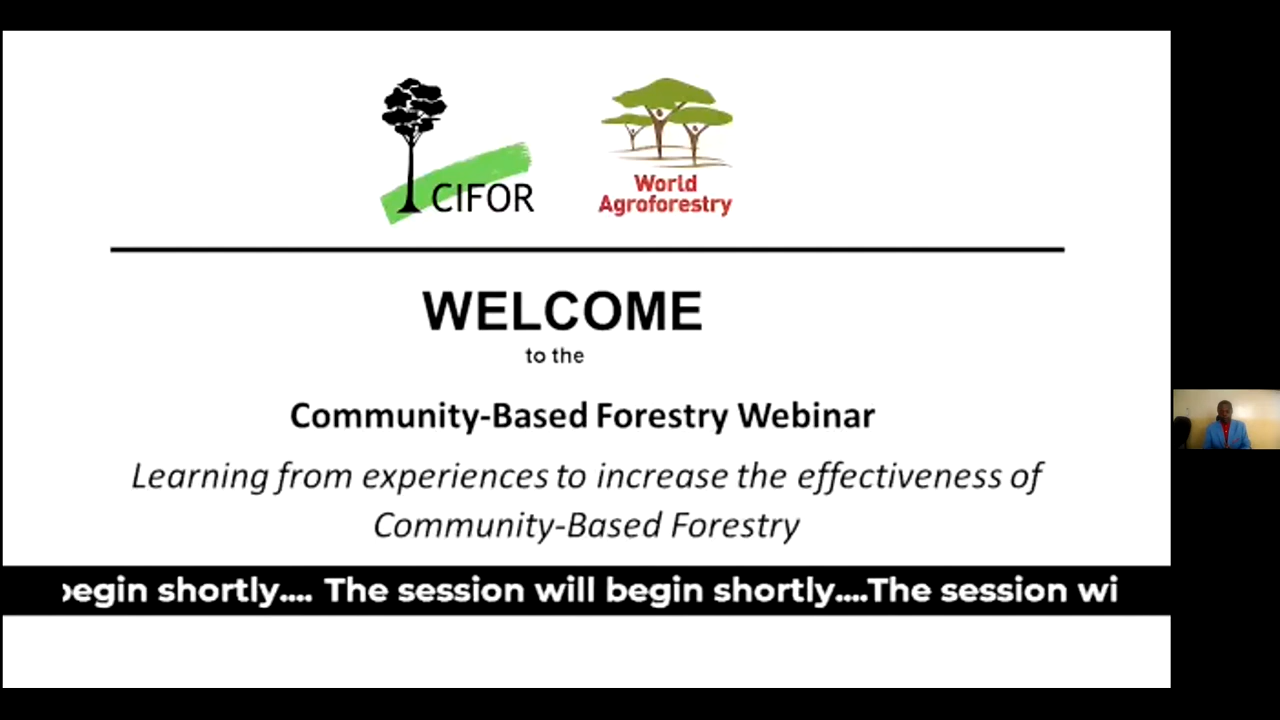 CIFOR
World
Agroforestry
WELCOME
to the
Community-Based Forestry Webinar
Learning from experiences to increase the effectiveness of
Community-Based Forestry
begin shortly.... The session will begin shortly....The session wi